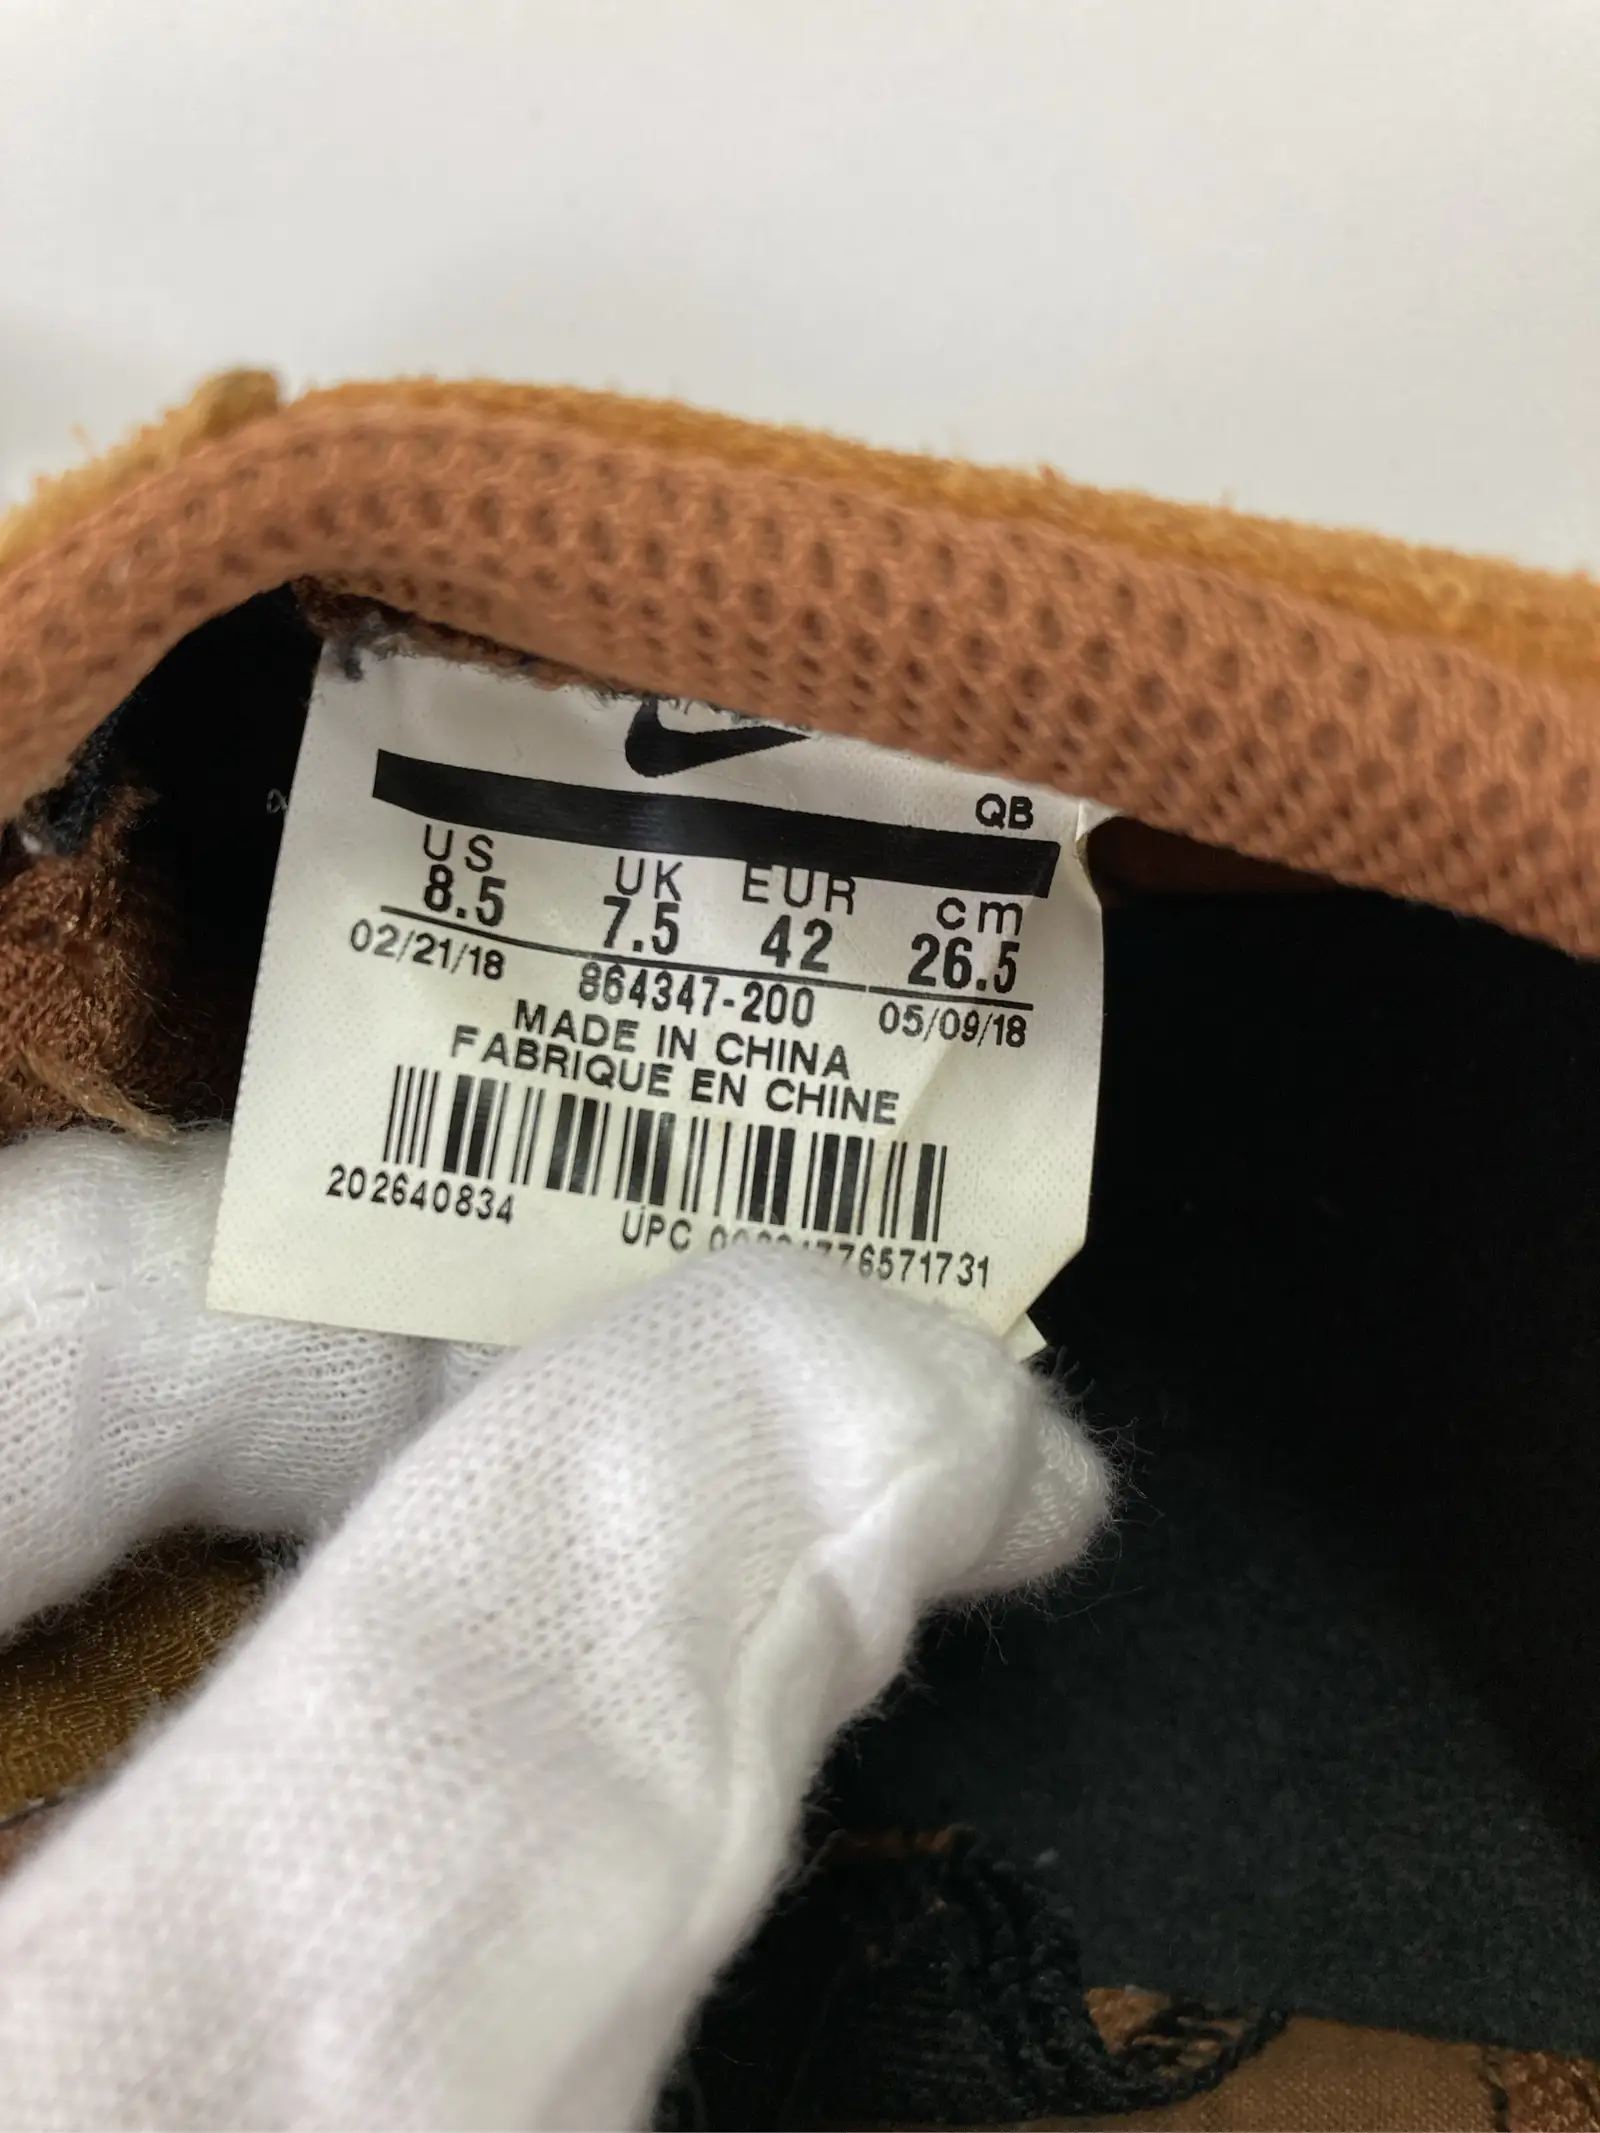 QB
US UK EUR cm
8.5 7.5 42 26.5
02/21/18 864347-200 05/09/18
MADE IN CHINA
FABRIQUE EN CHINE
202640834
UPC